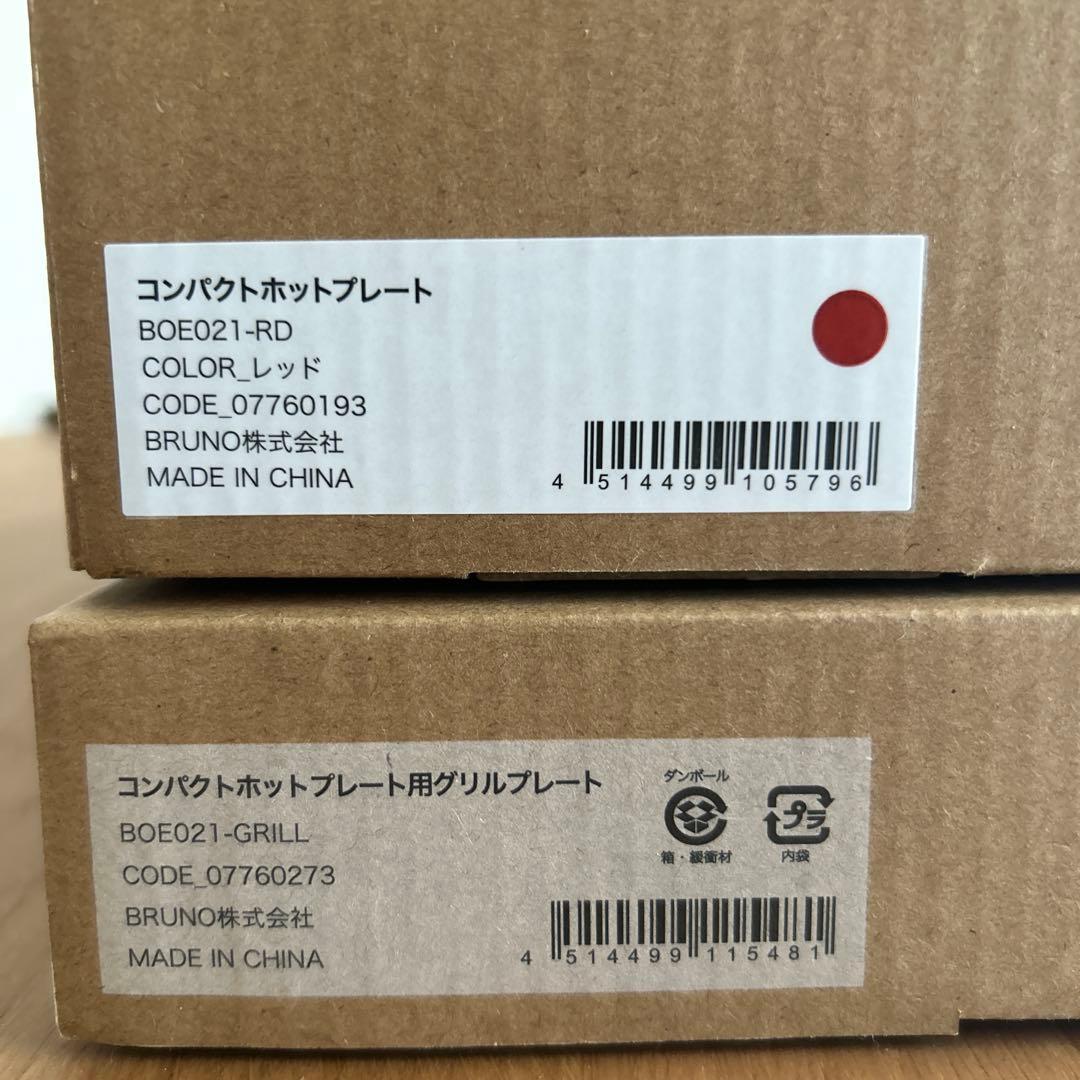 コンパクトホットプレート
BOE021-RD
COLOR_レッド
CODE_07760193
BRUNO株式会社
MADE IN CHINA
4 514499 105796
コンパクトホットプレート用グリルプレート
BOE021-GRILL
CODE_07760273
BRUNO株式会社
MADE IN CHINA
ダンボール
箱・緩衝材
プラ
内袋
4 514499 115481